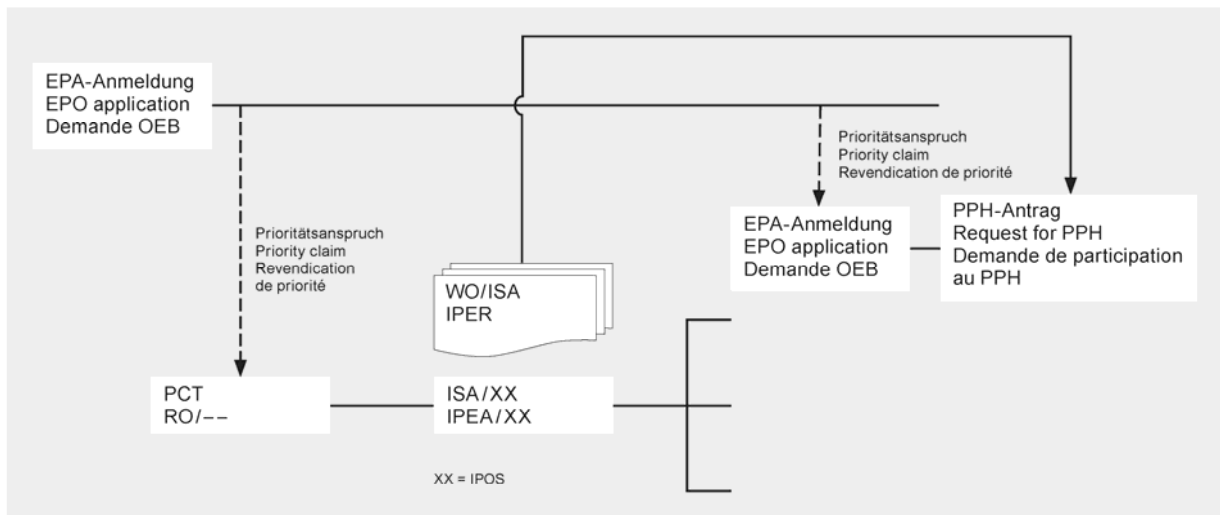 EPA-Anmeldung
EPO application
Demande OEB
Prioritätsanspruch
Priority claim
Revendication de priorité
EPA-Anmeldung
EPO application
Demande OEB
PPH-Antrag
Request for PPH
Demande de participation
au PPH
Prioritätsanspruch
Priority claim
Revendication
de priorité
WO/ISA
IPER
PCT
RO/––
ISA/XX
IPEA/XX
XX = IPOS